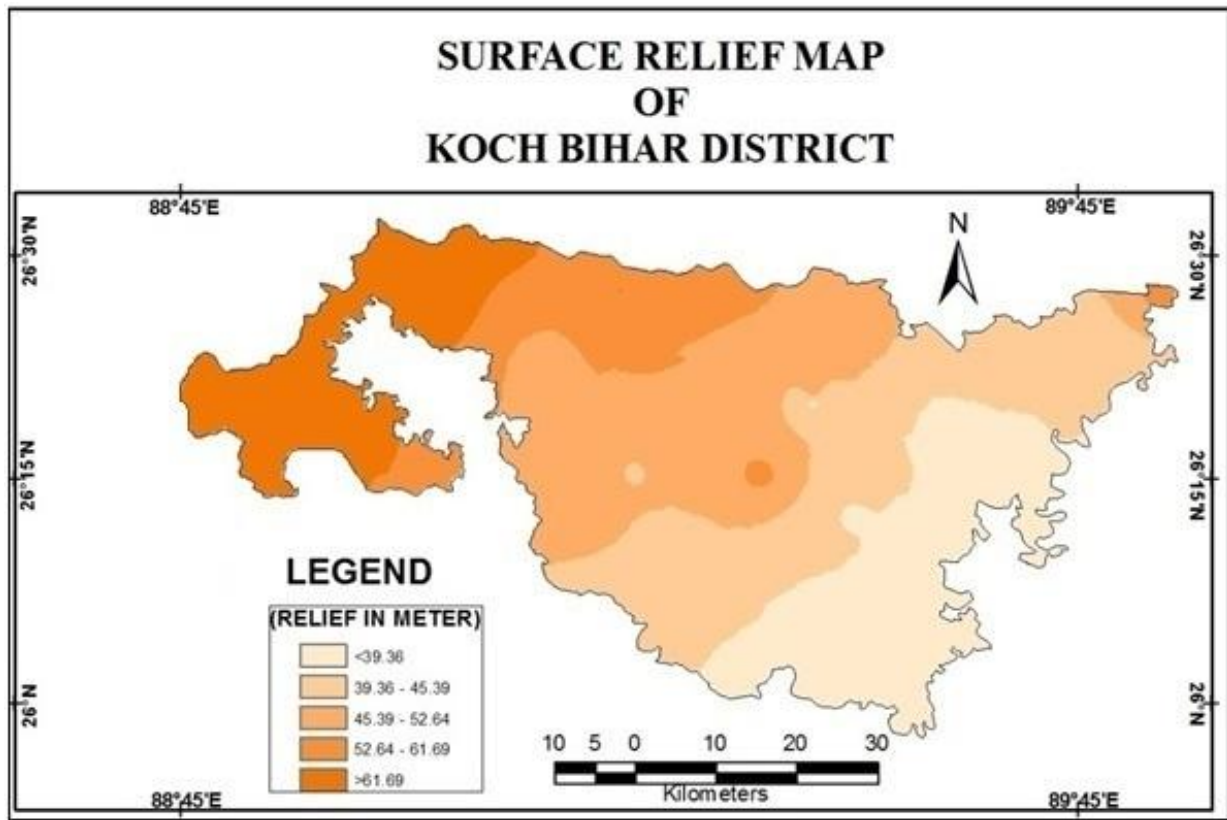 SURFACE RELIEF MAP
OF
KOCH BIHAR DISTRICT
88°45'E
89°45'E
26°30'N
26°30'N
N
26°15'N
26°15'N
LEGEND
(RELIEF IN METER)
<39.36
39.36 - 45.39
45.39 - 52.64
52.64 - 61.69
>61.69
26°N
26°N
10 5 0 10 20 30
Kilometers
88°45'E
89°45'E